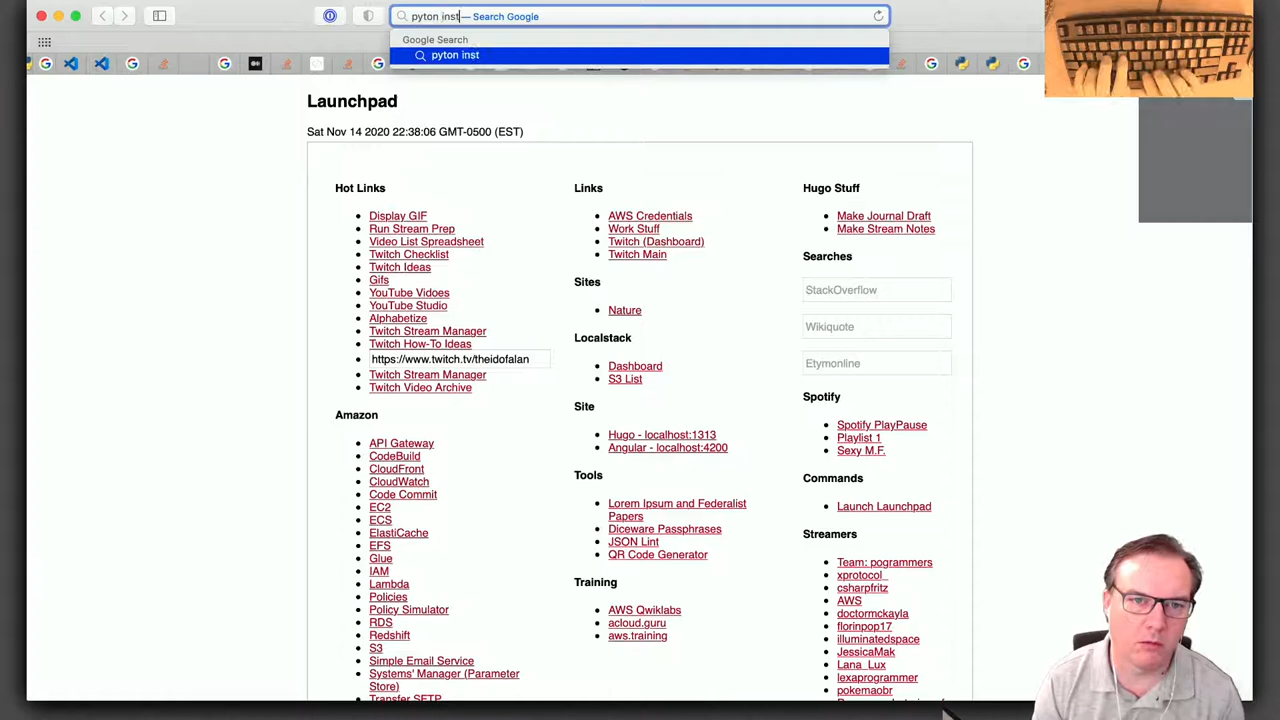 pyton inst — Search Google
Google Search
pyton inst
Launchpad
Sat Nov 14 2020 22:38:06 GMT-0500 (EST)
Hot Links
Display GIF
Run Stream Prep
Video List Spreadsheet
Twitch Checklist
Twitch Ideas
Gifs
YouTube Vidoes
YouTube Studio
Alphabetize
Twitch Stream Manager
Twitch How-To Ideas
https://www.twitch.tv/theidofalan
Twitch Stream Manager
Twitch Video Archive
Amazon
API Gateway
CodeBuild
CloudFront
CloudWatch
Code Commit
EC2
ECS
ElastiCache
EFS
Glue
IAM
Lambda
Policies
Policy Simulator
RDS
Redshift
S3
Simple Email Service
Systems' Manager (Parameter
Store)
Transfer SFTP
Links
AWS Credentials
Work Stuff
Twitch (Dashboard)
Twitch Main
Sites
Nature
Localstack
Dashboard
S3 List
Site
Hugo - localhost:1313
Angular - localhost:4200
Tools
Lorem Ipsum and Federalist
Papers
Diceware Passphrases
JSON Lint
QR Code Generator
Training
AWS Qwiklabs
acloud.guru
aws.training
Hugo Stuff
Make Journal Draft
Make Stream Notes
Searches
StackOverflow
Wikiquote
Etymonline
Spotify
Spotify PlayPause
Playlist 1
Sexy M.F.
Commands
Launch Launchpad
Streamers
Team: pogrammers
xprotocol_
csharpfritz
AWS
doctormckayla
florinpop17
illuminatedspace
JessicaMak
Lana_Lux
lexaprogrammer
pokemaobr